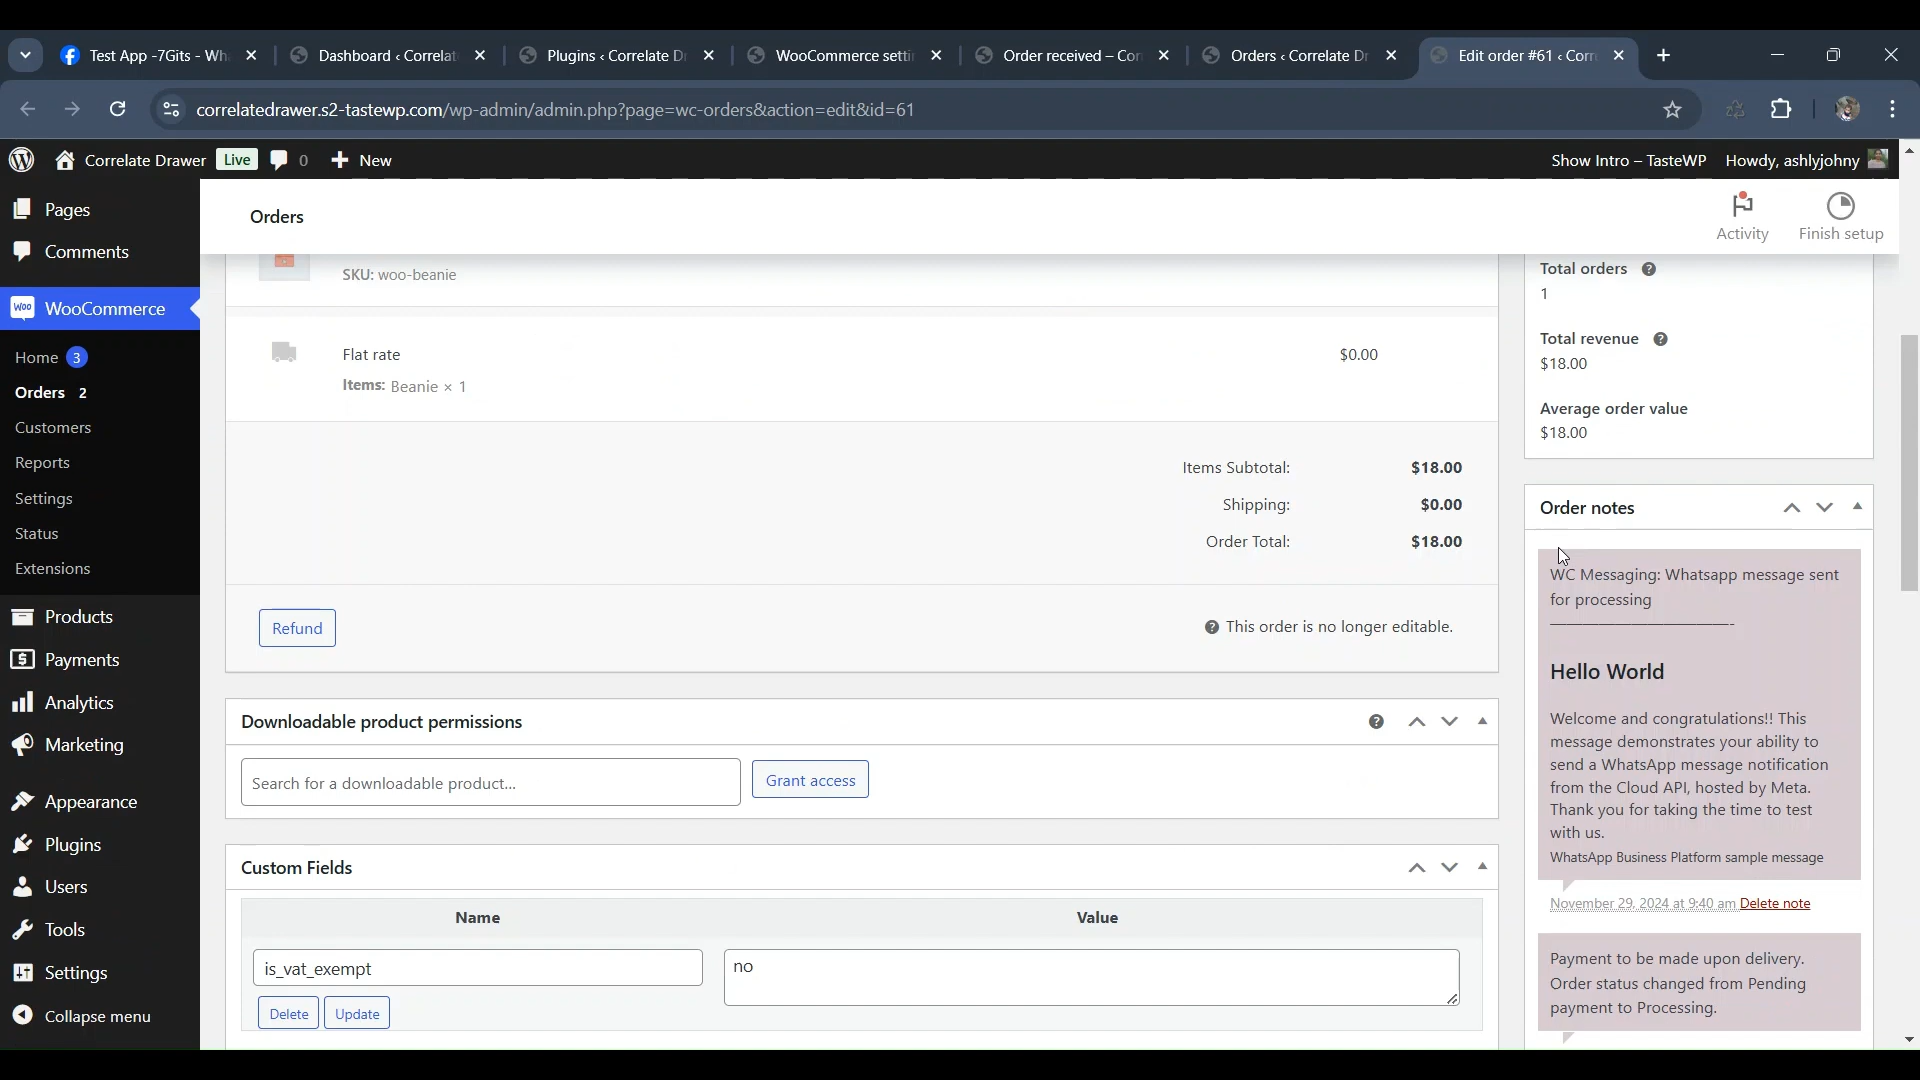 Test App -7Gits - Wh
Dashboard ‹ Correlat
Plugins ‹ Correlate D
WooCommerce setti
Order received – Co
Orders ‹ Correlate D
Edit order #61 ‹ Corr
correlatedrawer.s2-tastewp.com/wp-admin/admin.php?page=wc-orders&action=edit&id=61
Correlate Drawer
Live
0
New
Show Intro – TasteWP
Howdy, ashlyjohny
Pages
Comments
WooCommerce
Home 3
Orders 2
Customers
Reports
Settings
Status
Extensions
Products
Payments
Analytics
Marketing
Appearance
Plugins
Users
Tools
Settings
Collapse menu
Orders
Activity
Finish setup
SKU: woo-beanie
Flat rate
$0.00
Items: Beanie × 1
Items Subtotal: $18.00
Shipping: $0.00
Order Total: $18.00
Refund
This order is no longer editable.
Downloadable product permissions
Search for a downloadable product...
Grant access
Custom Fields
Name
Value
is_vat_exempt
no
Delete
Update
Total orders
1
Total revenue
$18.00
Average order value
$18.00
Order notes
WC Messaging: Whatsapp message sent
for processing
————————————-
Hello World
Welcome and congratulations!! This
message demonstrates your ability to
send a WhatsApp message notification
from the Cloud API, hosted by Meta.
Thank you for taking the time to test
with us.
WhatsApp Business Platform sample message
November 29, 2024 at 9:40 am Delete note
Payment to be made upon delivery.
Order status changed from Pending
payment to Processing.